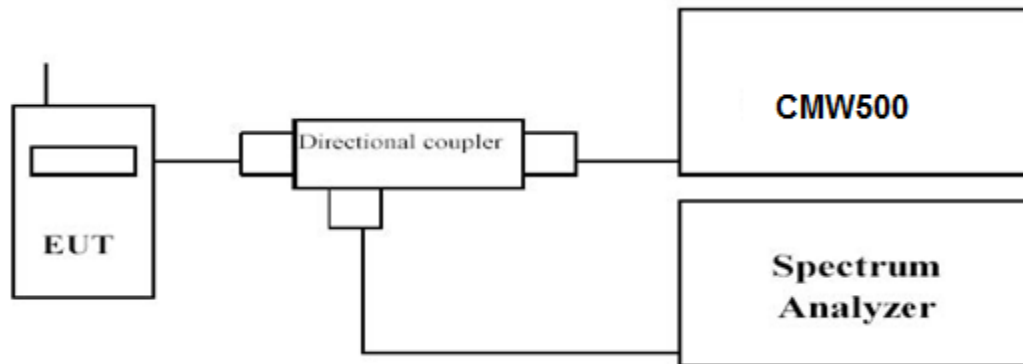 CMW500
Directional coupler
EUT
Spectrum
Analyzer